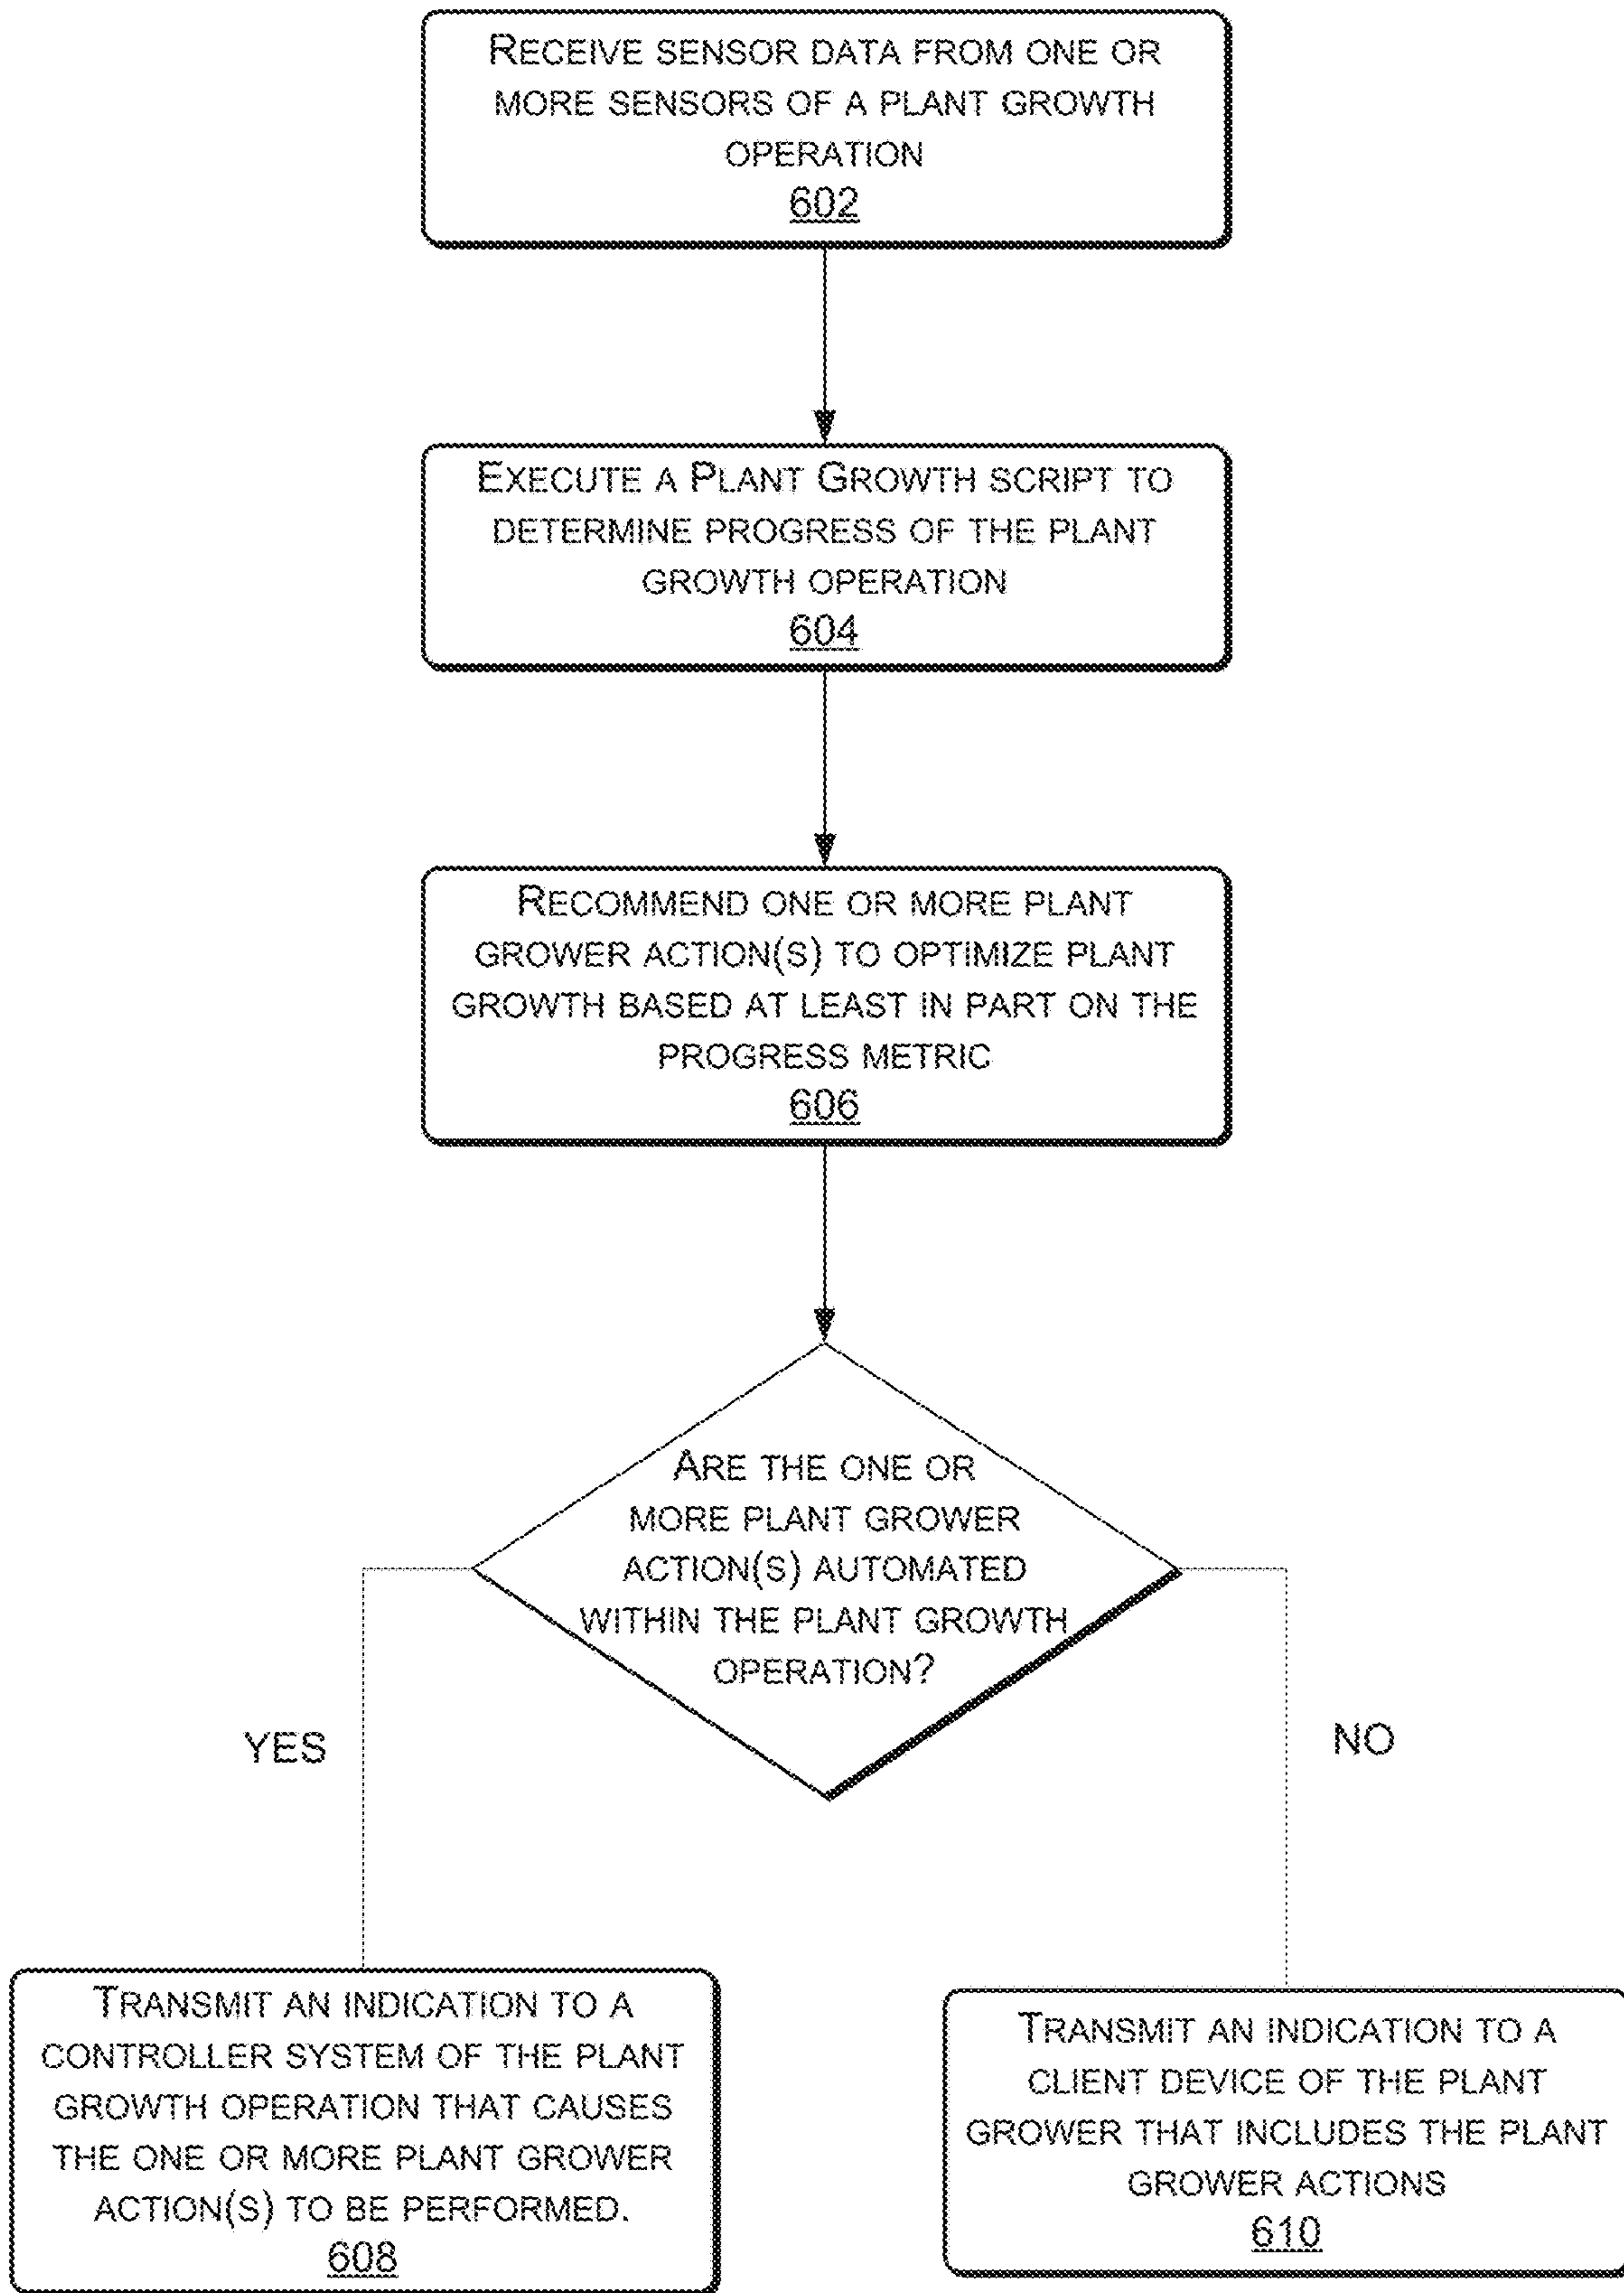 RECEIVE SENSOR DATA FROM ONE OR
MORE SENSORS OF A PLANT GROWTH
OPERATION
602
EXECUTE A PLANT GROWTH SCRIPT TO
DETERMINE PROGRESS OF THE PLANT
GROWTH OPERATION
604
RECOMMEND ONE OR MORE PLANT
GROWER ACTION(S) TO OPTIMIZE PLANT
GROWTH BASED AT LEAST IN PART ON THE
PROGRESS METRIC
606
ARE THE ONE OR
MORE PLANT GROWER
ACTION(S) AUTOMATED
WITHIN THE PLANT GROWTH
OPERATION?
YES
NO
TRANSMIT AN INDICATION TO A
CONTROLLER SYSTEM OF THE PLANT
GROWTH OPERATION THAT CAUSES
THE ONE OR MORE PLANT GROWER
ACTION(S) TO BE PERFORMED.
608
TRANSMIT AN INDICATION TO A
CLIENT DEVICE OF THE PLANT
GROWER THAT INCLUDES THE PLANT
GROWER ACTIONS
610